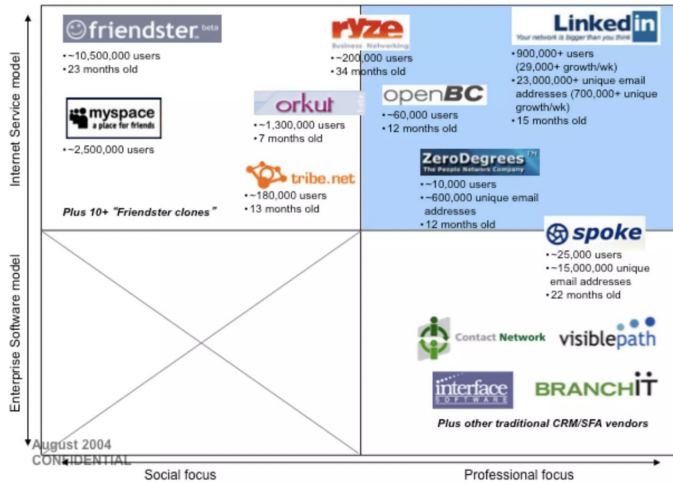 Internet Service model
friendster. beta
•~10,500,000 users
•23 months old
myspace
a place for friends
•~2,500,000 users
Plus 10+ "Friendster clones"
ryze
Business Networking
•~200,000 users
•34 months old
orkut
beta
•~1,300,000 users
•7 months old
tribe.net
•~180,000 users
•13 months old
LinkedIn
Your network is bigger than you think
•900,000+ users
(29,000+ growth/wk)
•23,000,000+ unique email
addresses (700,000+ unique
growth/wk)
•15 months old
openBC
•~60,000 users
•12 months old
ZeroDegrees™
The People Network Company
•~10,000 users
•~600,000 unique email
addresses
•12 months old
Enterprise Software model
spoke
•~25,000 users
•~15,000,000 unique
email addresses
•22 months old
Contact Network
visiblepath
interface
SOFTWARE
BRANCHIT
Plus other traditional CRM/SFA vendors
August 2004
CONFIDENTIAL
Social focus
Professional focus